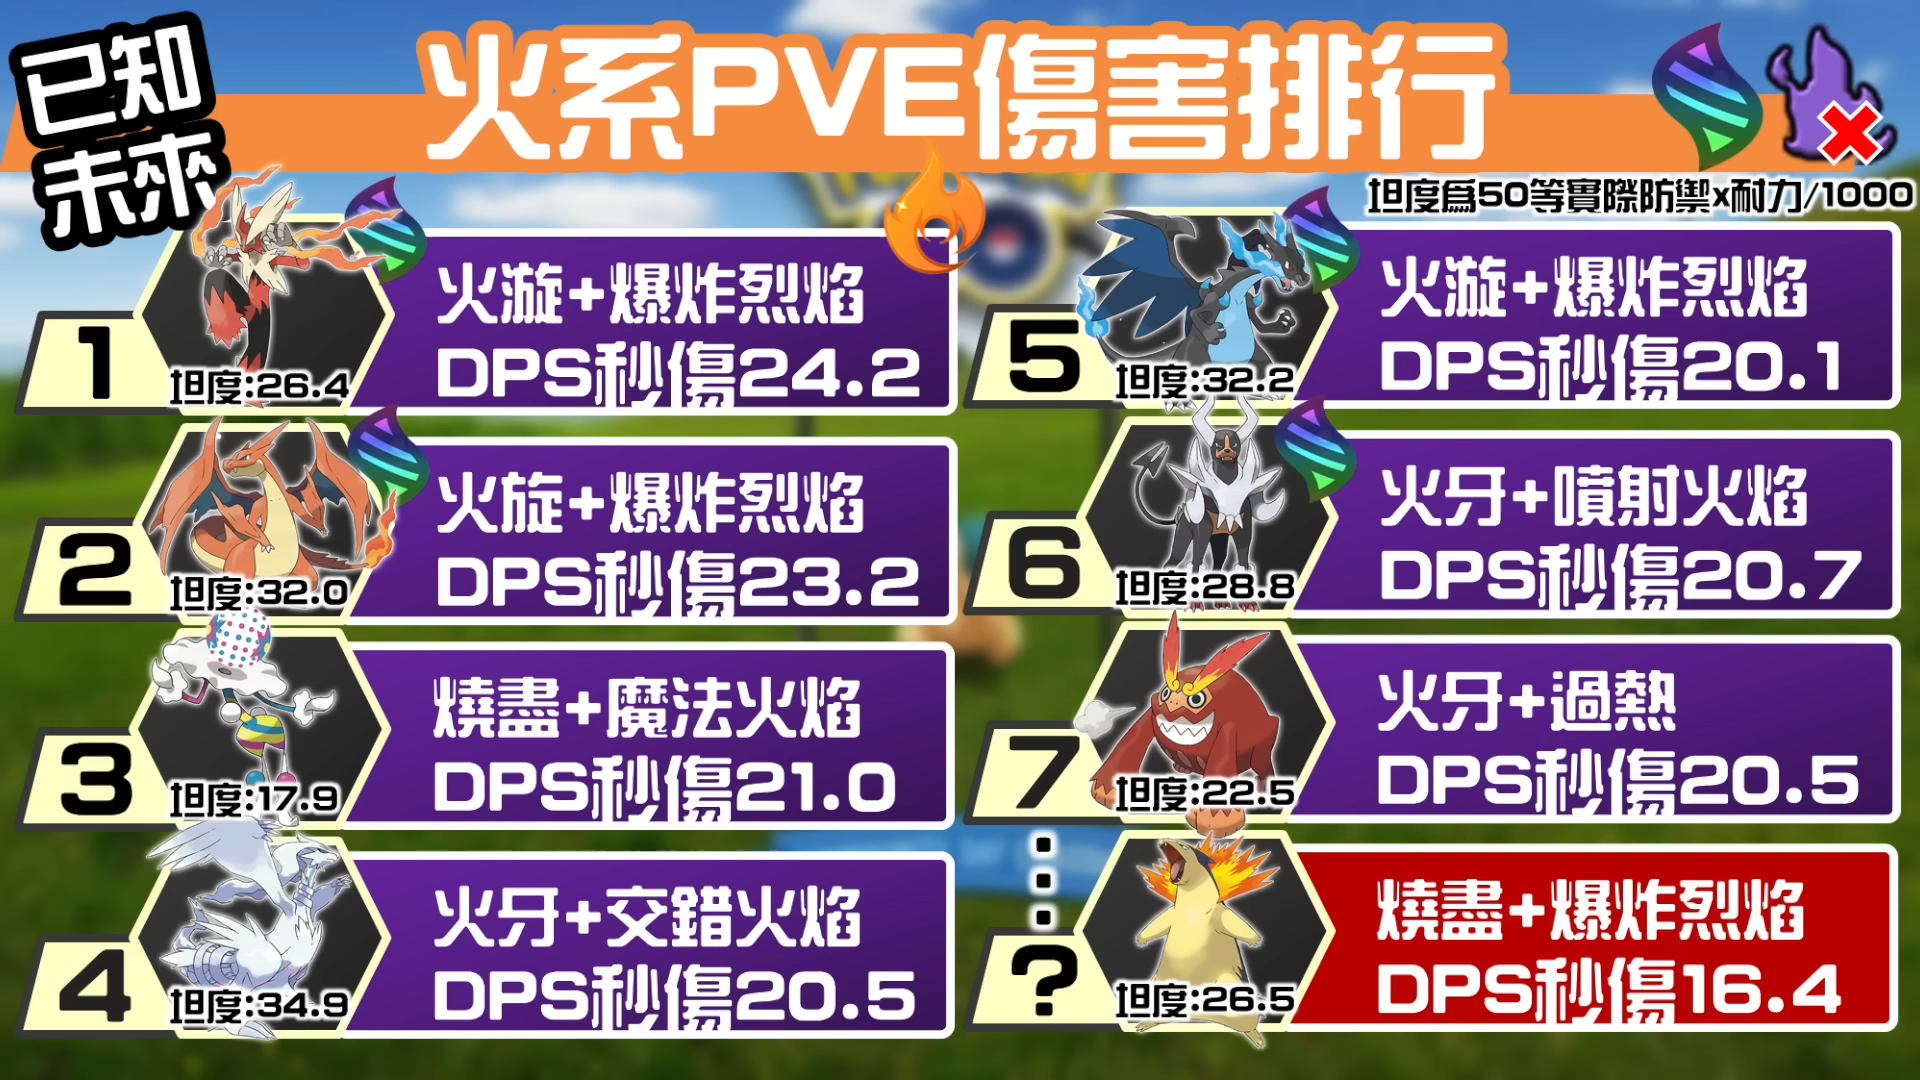 已知
未來
火系PVE傷害排行
坦度為50等實際防禦x耐力/1000
1
坦度:26.4
火漩+爆炸烈焰
DPS秒傷24.2
2
坦度:32.0
火旋+爆炸烈焰
DPS秒傷23.2
3
坦度:17.9
燒盡+魔法火焰
DPS秒傷21.0
4
坦度:34.9
火牙+交錯火焰
DPS秒傷20.5
5
坦度:32.2
火漩+爆炸烈焰
DPS秒傷20.1
6
坦度:28.8
火牙+噴射火焰
DPS秒傷20.7
7
坦度:22.5
火牙+過熱
DPS秒傷20.5
?
坦度:26.5
燒盡+爆炸烈焰
DPS秒傷16.4